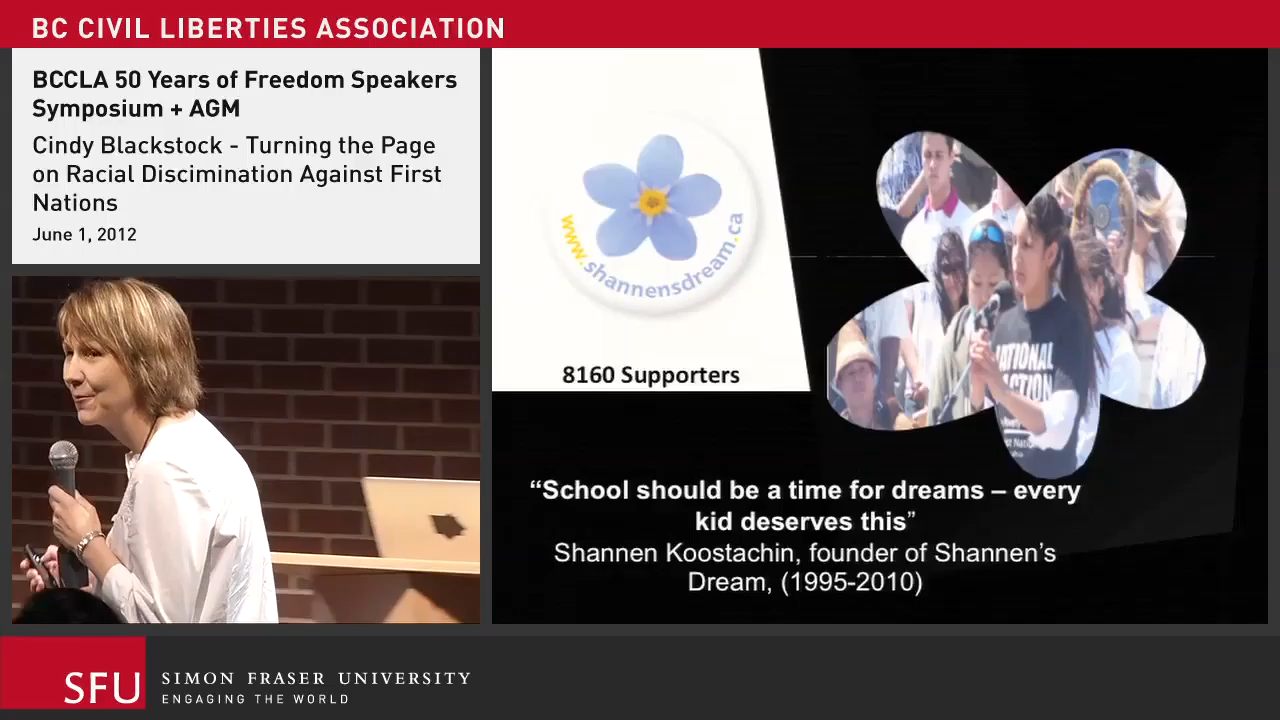 BC CIVIL LIBERTIES ASSOCIATION
BCCLA 50 Years of Freedom Speakers
Symposium + AGM
Cindy Blackstock - Turning the Page
on Racial Discrimination Against First
Nations
June 1, 2012
www.shannensdream.ca
8160 Supporters
NATIONAL
ACTION
“School should be a time for dreams – every
kid deserves this”
Shannen Koostachin, founder of Shannen’s
Dream, (1995-2010)
SFU
SIMON FRASER UNIVERSITY
ENGAGING THE WORLD